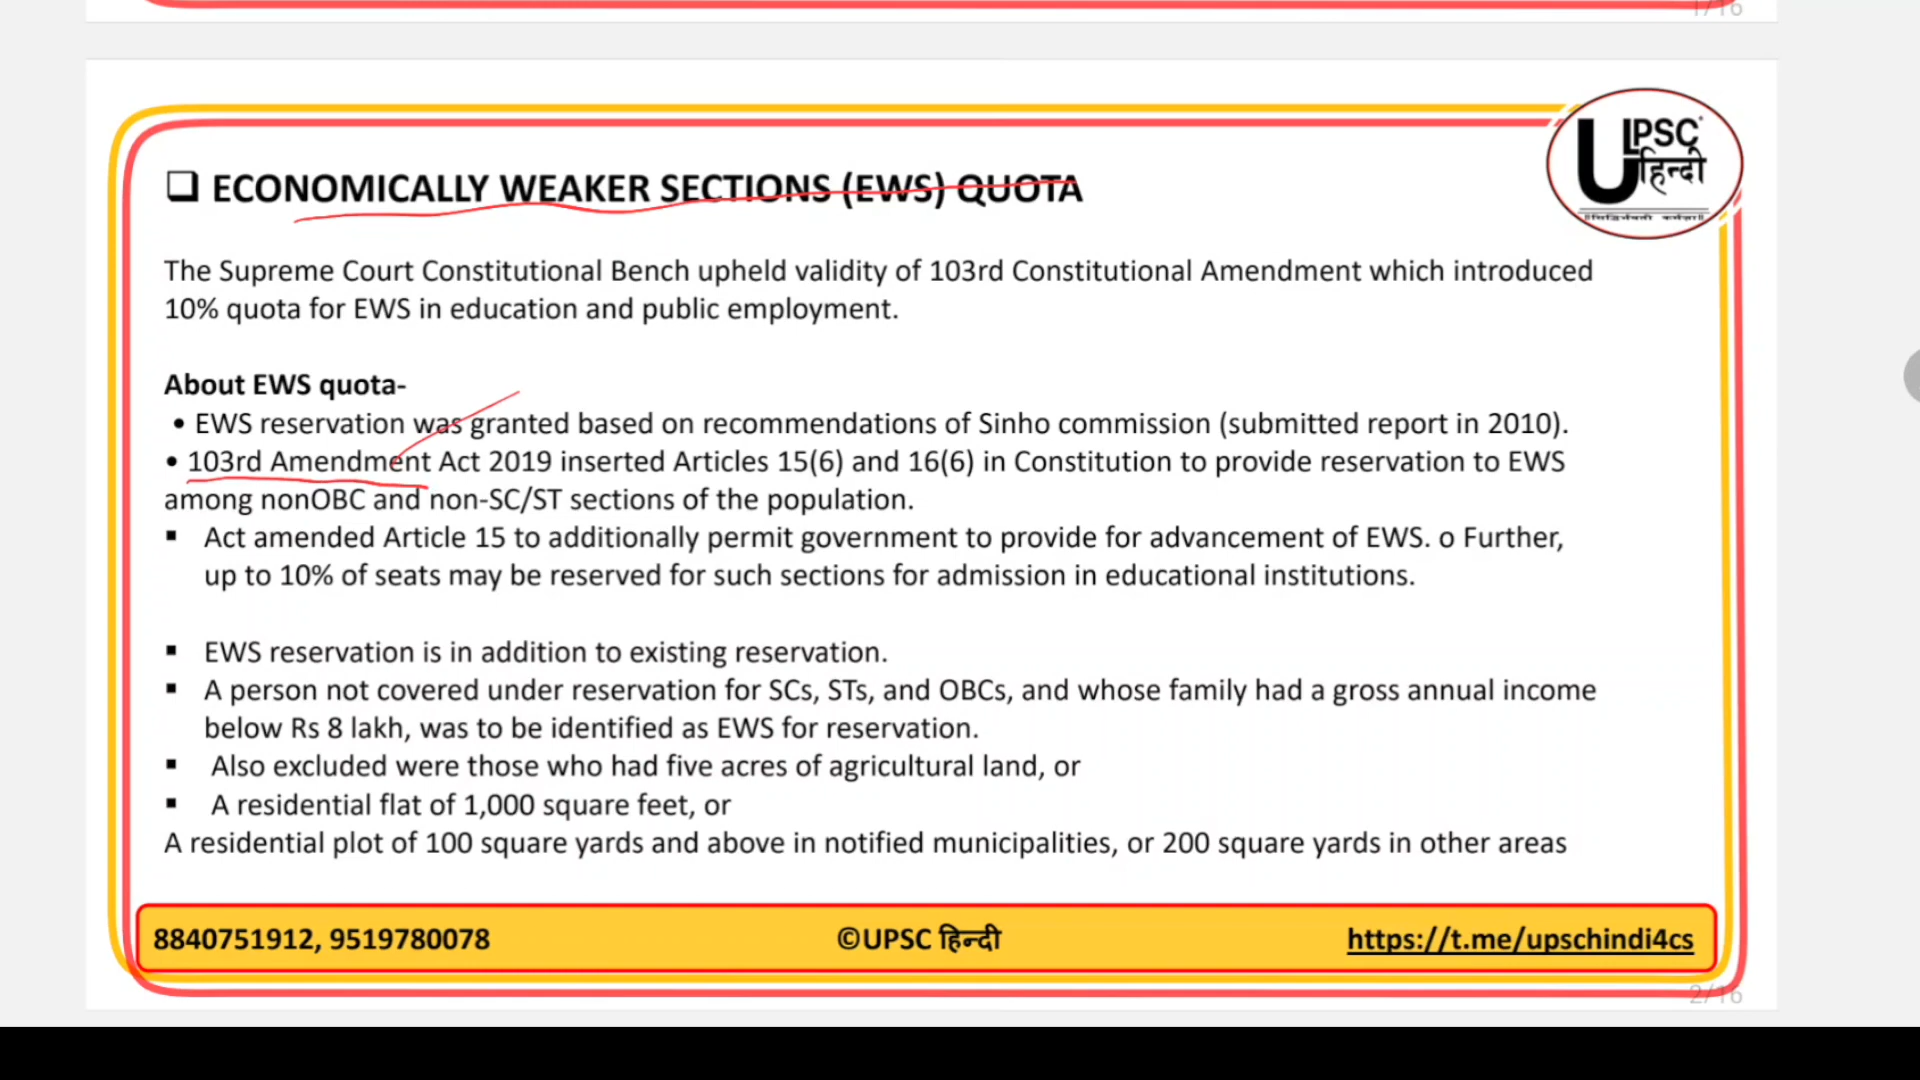 1/16
UPSC
हिन्दी
❑ ECONOMICALLY WEAKER SECTIONS (EWS) QUOTA
The Supreme Court Constitutional Bench upheld validity of 103rd Constitutional Amendment which introduced
10% quota for EWS in education and public employment.
About EWS quota-
• EWS reservation was granted based on recommendations of Sinho commission (submitted report in 2010).
• 103rd Amendment Act 2019 inserted Articles 15(6) and 16(6) in Constitution to provide reservation to EWS
among nonOBC and non-SC/ST sections of the population.
▪ Act amended Article 15 to additionally permit government to provide for advancement of EWS. o Further,
up to 10% of seats may be reserved for such sections for admission in educational institutions.
▪ EWS reservation is in addition to existing reservation.
▪ A person not covered under reservation for SCs, STs, and OBCs, and whose family had a gross annual income
below Rs 8 lakh, was to be identified as EWS for reservation.
▪ Also excluded were those who had five acres of agricultural land, or
▪ A residential flat of 1,000 square feet, or
A residential plot of 100 square yards and above in notified municipalities, or 200 square yards in other areas
8840751912, 9519780078 ©UPSC हिन्दी https://t.me/upschindi4cs
2/16